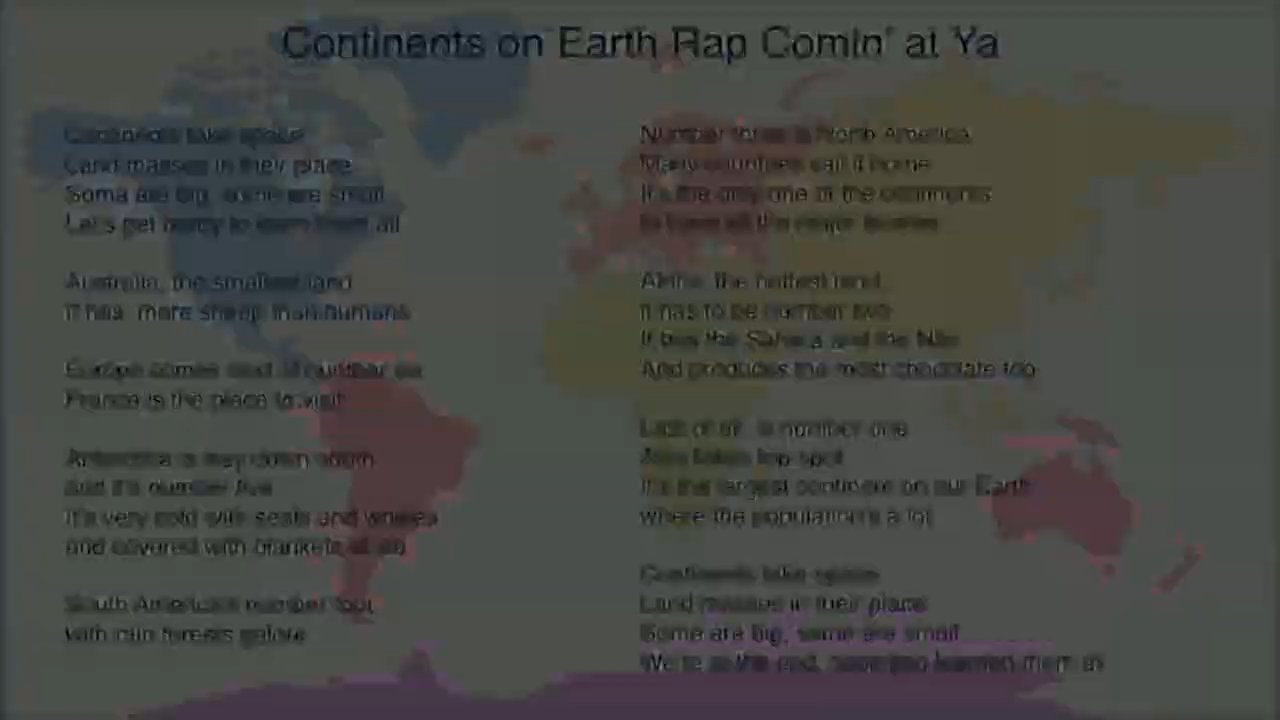 Continents on Earth Rap Comin' at Ya
Continents take space
Land masses in their place
Some are big, some are small
Let's get ready to learn them all
Australia, the smallest land
It has more sheep than humans
Europe comes next at number six
France is the place to visit
Antarctica is way down south
and it's number five
It's very cold with seals and whales
and covered with blankets of ice
South America's number four
with rain forests galore
Number three is North America
Many countries call it home
It's the only one of the continents
to have all the major biomes
Africa, the hottest land
It has to be number two
It has the Sahara and the Nile
And produces the most chocolate too
Last of all, is number one
Asia takes top spot
It's the largest continent on our Earth
where the population's a lot
Continents take space
Land masses in their place
Some are big, some are small
We're at the end, learned them all